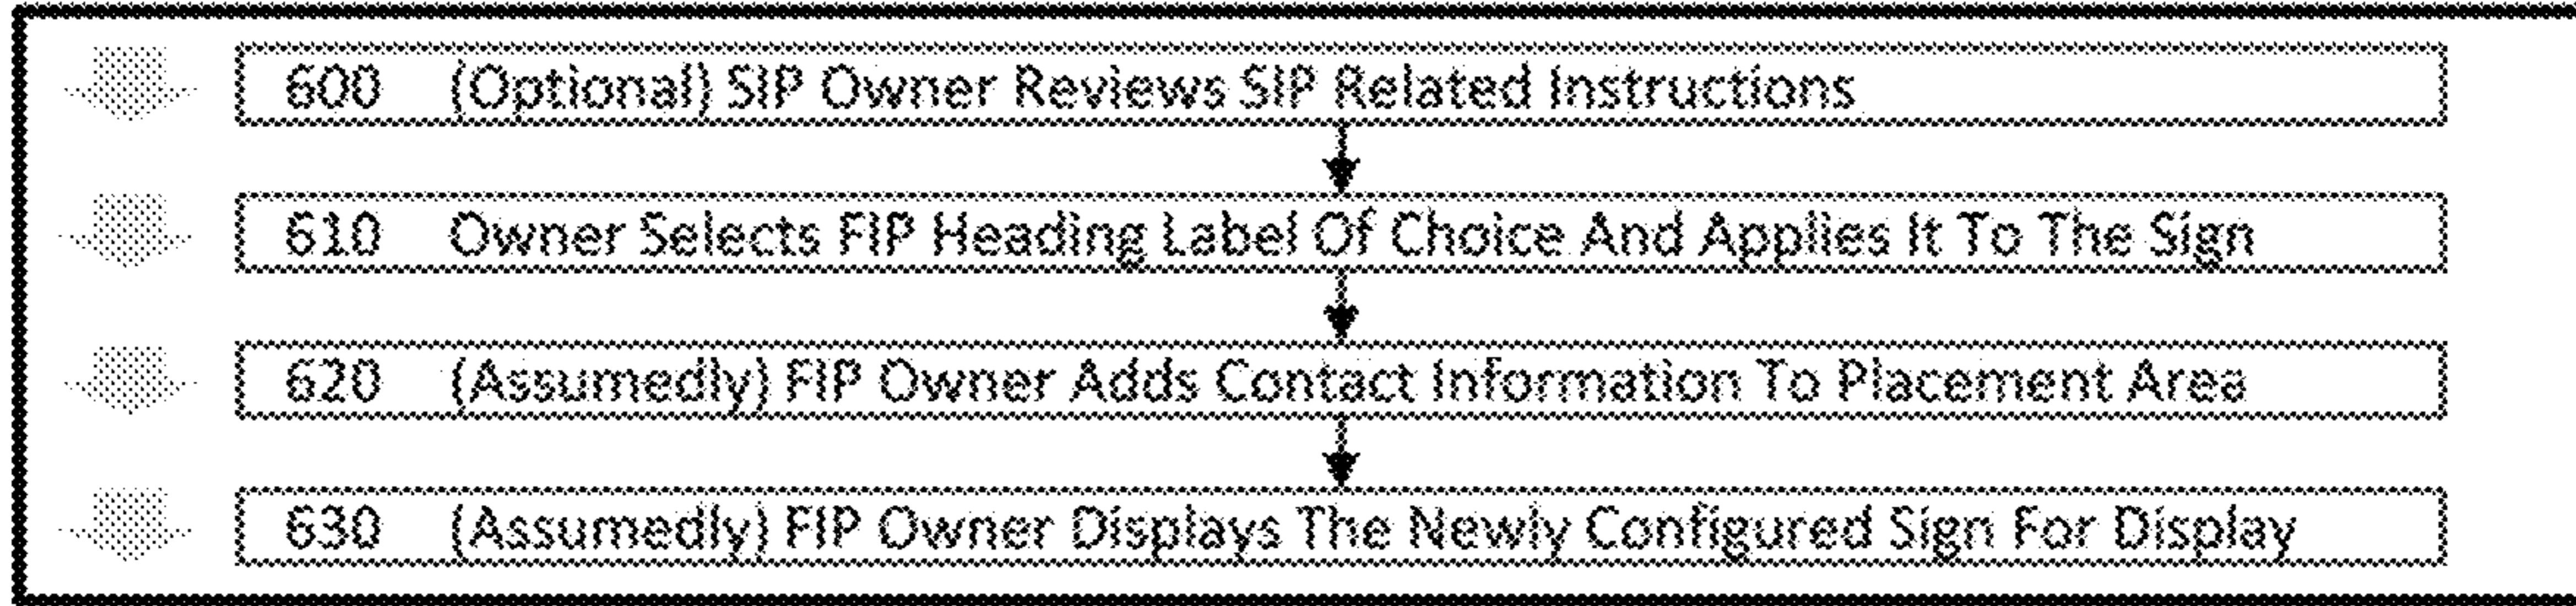 600 (Optional) SIP Owner Reviews SIP Related Instructions
610 Owner Selects FIP Heading Label Of Choice And Applies It To The Sign
620 (Assumedly) FIP Owner Adds Contact Information To Placement Area
630 (Assumedly) FIP Owner Displays The Newly Configured Sign For Display